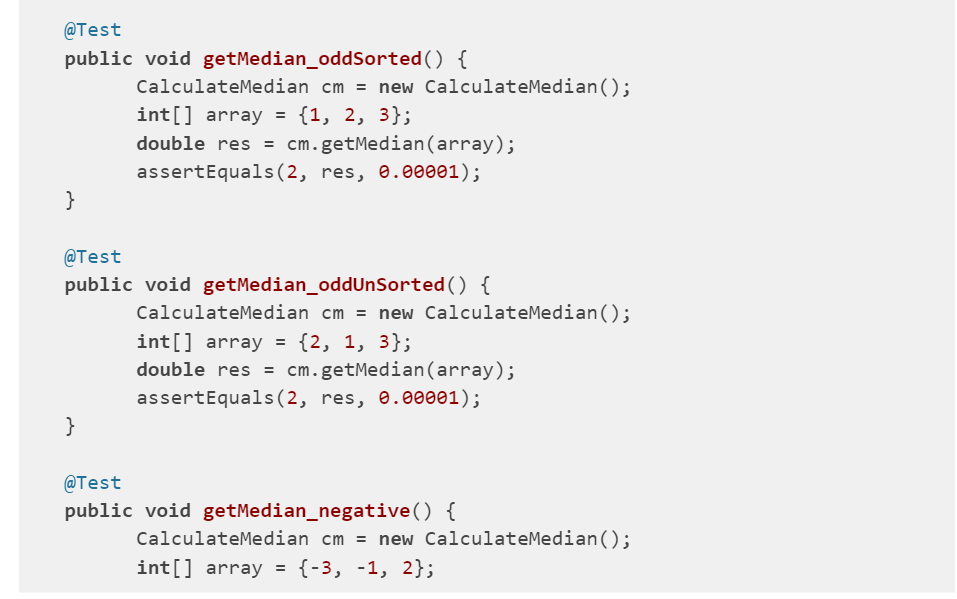 @Test
public void getMedian_oddSorted() {
CalculateMedian cm = new CalculateMedian();
int[] array = {1, 2, 3};
double res = cm.getMedian(array);
assertEquals(2, res, 0.00001);
}
@Test
public void getMedian_oddUnSorted() {
CalculateMedian cm = new CalculateMedian();
int[] array = {2, 1, 3};
double res = cm.getMedian(array);
assertEquals(2, res, 0.00001);
}
@Test
public void getMedian_negative() {
CalculateMedian cm = new CalculateMedian();
int[] array = {-3, -1, 2};